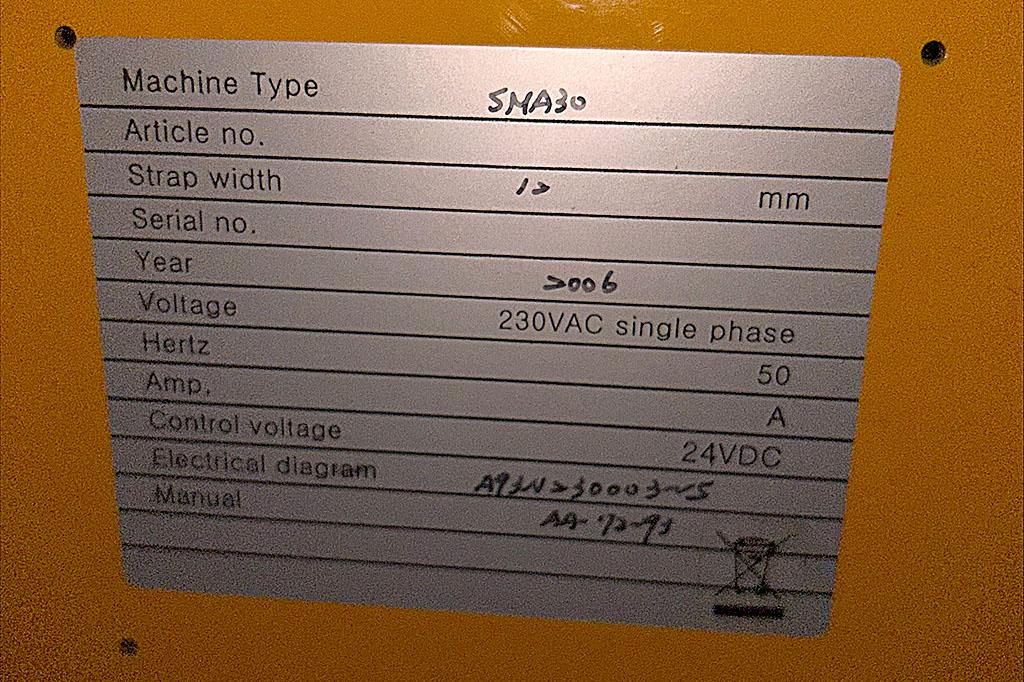 Machine Type SMA30
Article no.
Strap width 12 mm
Serial no.
Year 2006
Voltage 230VAC single phase
Hertz 50
Amp. A
Control voltage 24VDC
Electrical diagram
Manual